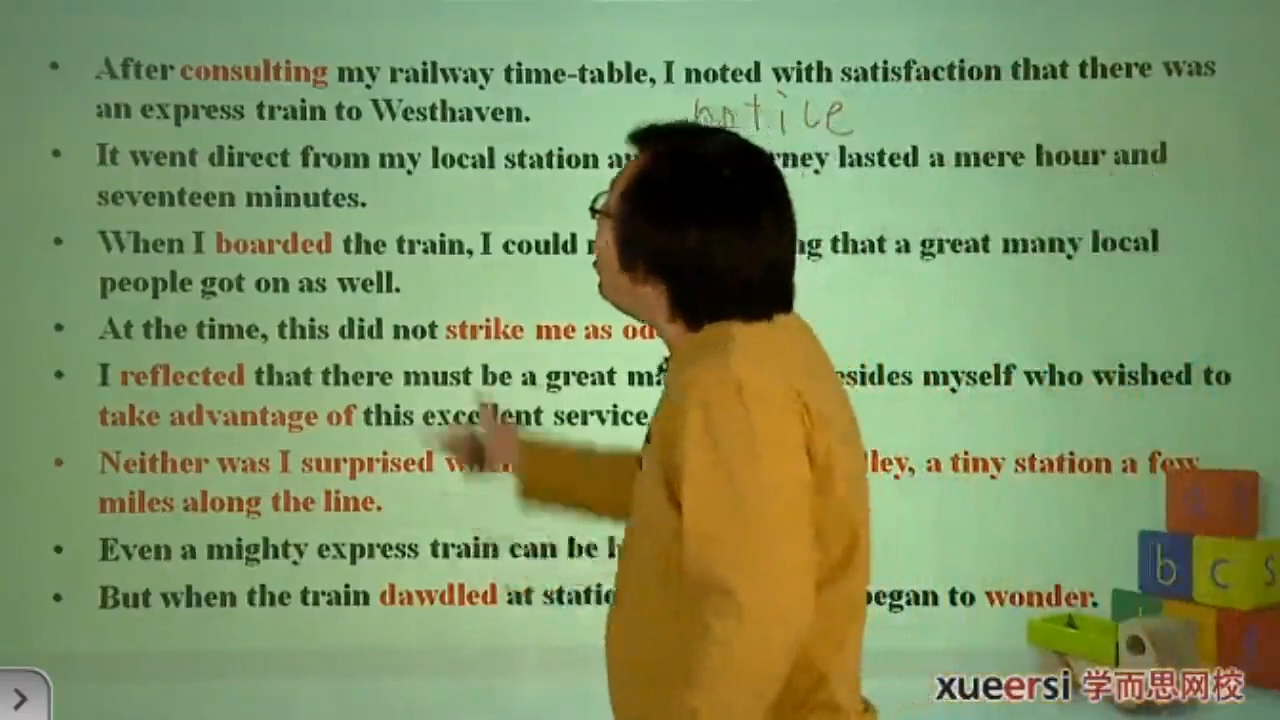 After consulting my railway time-table, I noted with satisfaction that there was
an express train to Westhaven.
notice
It went direct from my local station lasted a mere hour and
seventeen minutes.
When I boarded the train, I could that a great many local
people got on as well.
At the time, this did not strike me as
I reflected that there must be a great myself who wished to
take advantage of this excellent service
Neither was I surprised a tiny station a few
miles along the line.
Even a mighty express train can be
But when the train dawdled at began to wonder.
b c s
xueersi 学而思网校